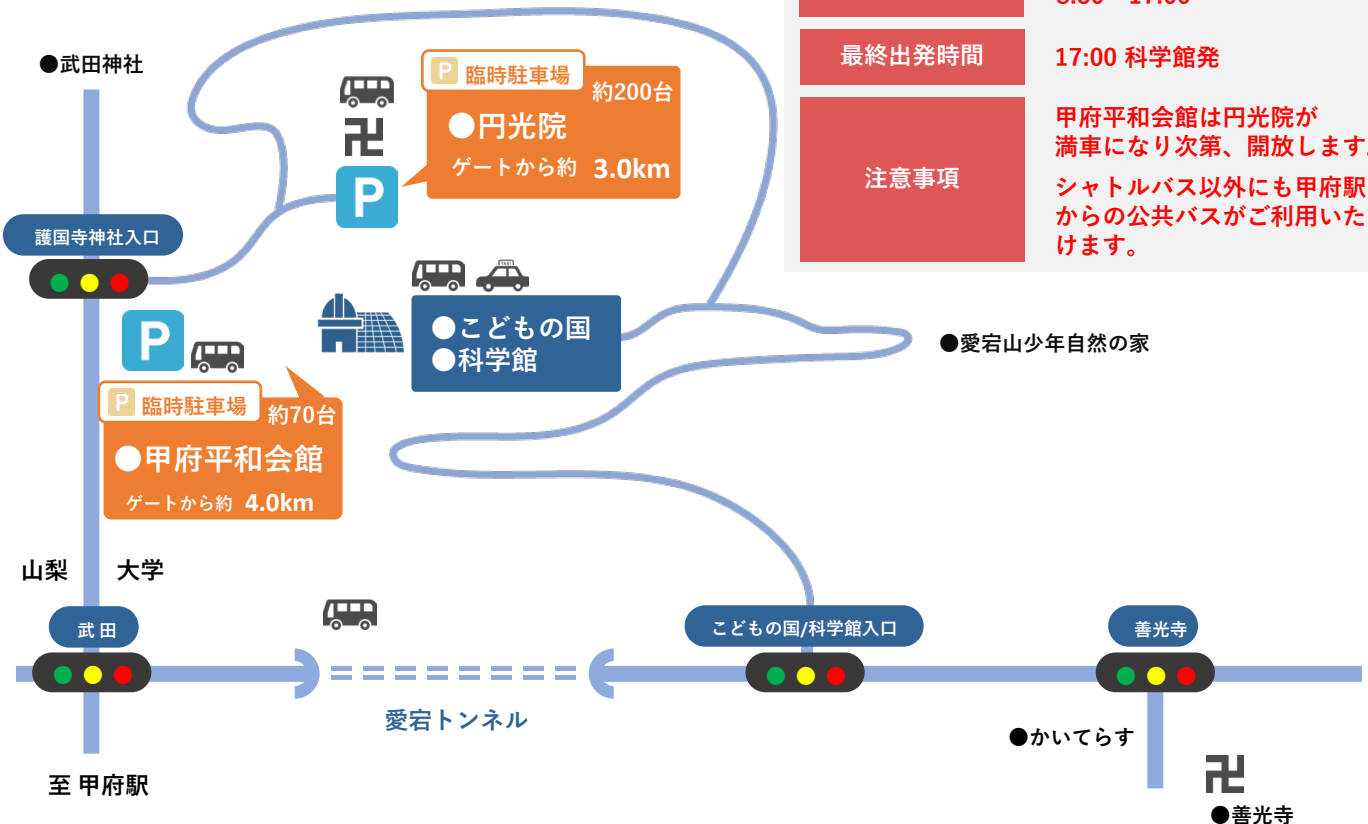 最終出発時間
17:00 科学館発
注意事項
甲府平和会館は円光院が
満車になり次第、開放します。
シャトルバス以外にも甲府駅
からの公共バスがご利用いた
けます。
●武田神社
P 臨時駐車場
約200台
●円光院
ゲートから約 3.0km
卍
P
護国寺神社入口
TAXI
●こどもの国
●科学館
●愛宕山少年自然の家
P
P 臨時駐車場
約70台
●甲府平和会館
ゲートから約 4.0km
山梨 大学
武田
こどもの国/科学館入口
善光寺
愛宕トンネル
●かいてらす
至 甲府駅
卍
●善光寺